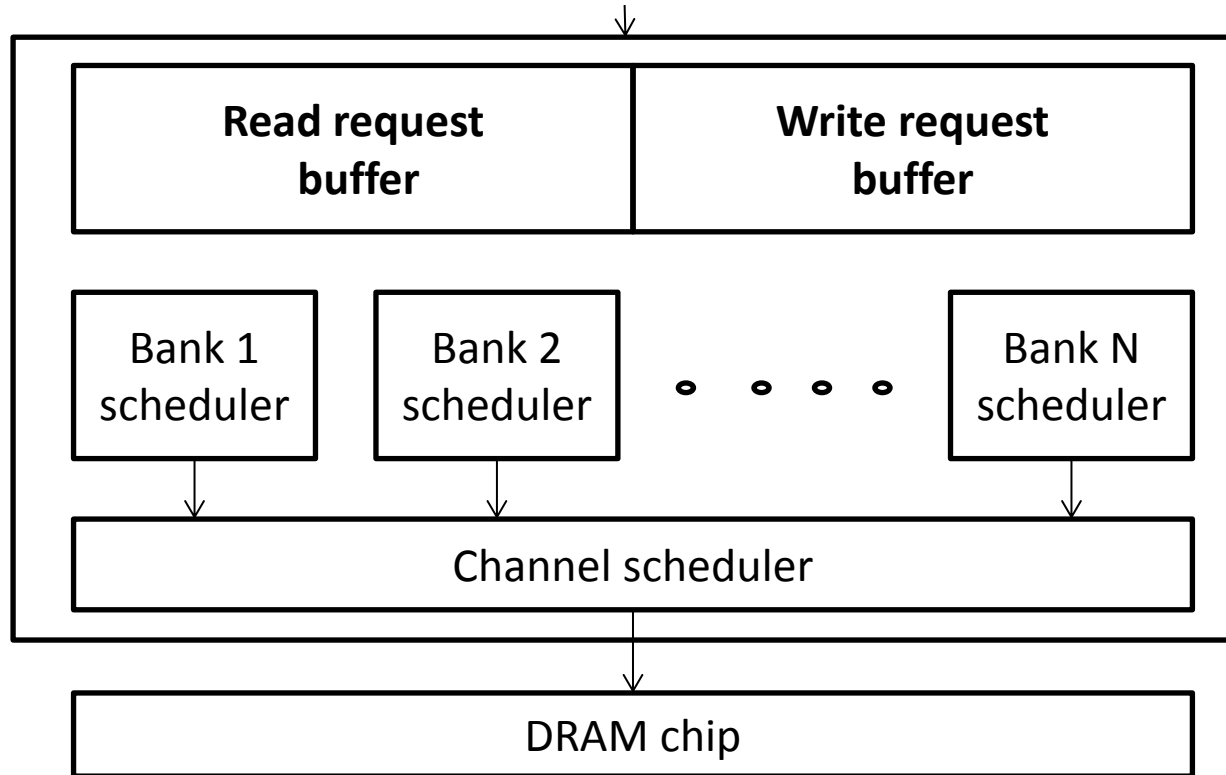 Read request
buffer
Write request
buffer
Bank 1
scheduler
Bank 2
scheduler
Bank N
scheduler
Channel scheduler
DRAM chip